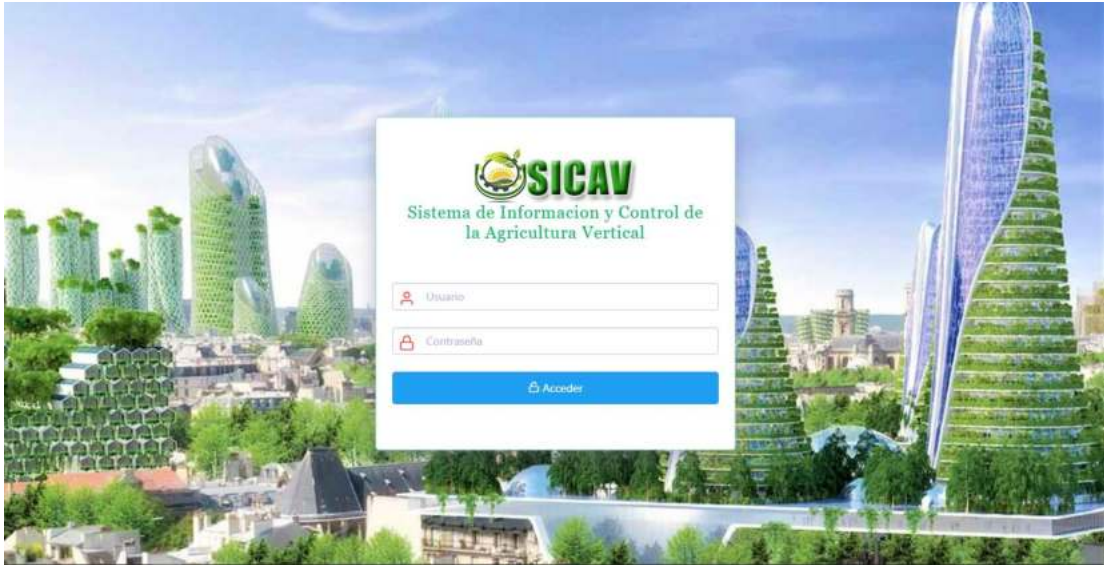 SICAV
Sistema de Informacion y Control de
la Agricultura Vertical
Usuario
Contraseña
Acceder